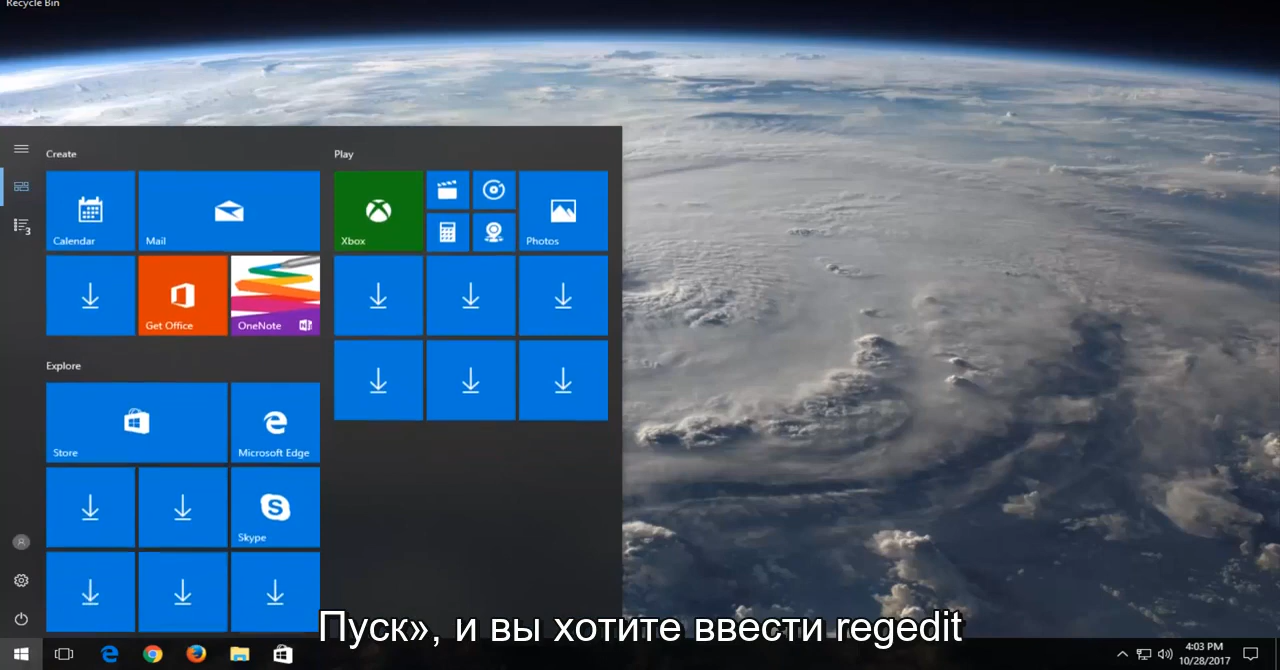 Recycle Bin
Create
Play
Calendar
Mail
Xbox
Photos
Get Office
OneNote
N
Explore
Store
Microsoft Edge
Skype
3
Пуск», и вы хотите ввести regedit
4:03 PM
10/28/2017